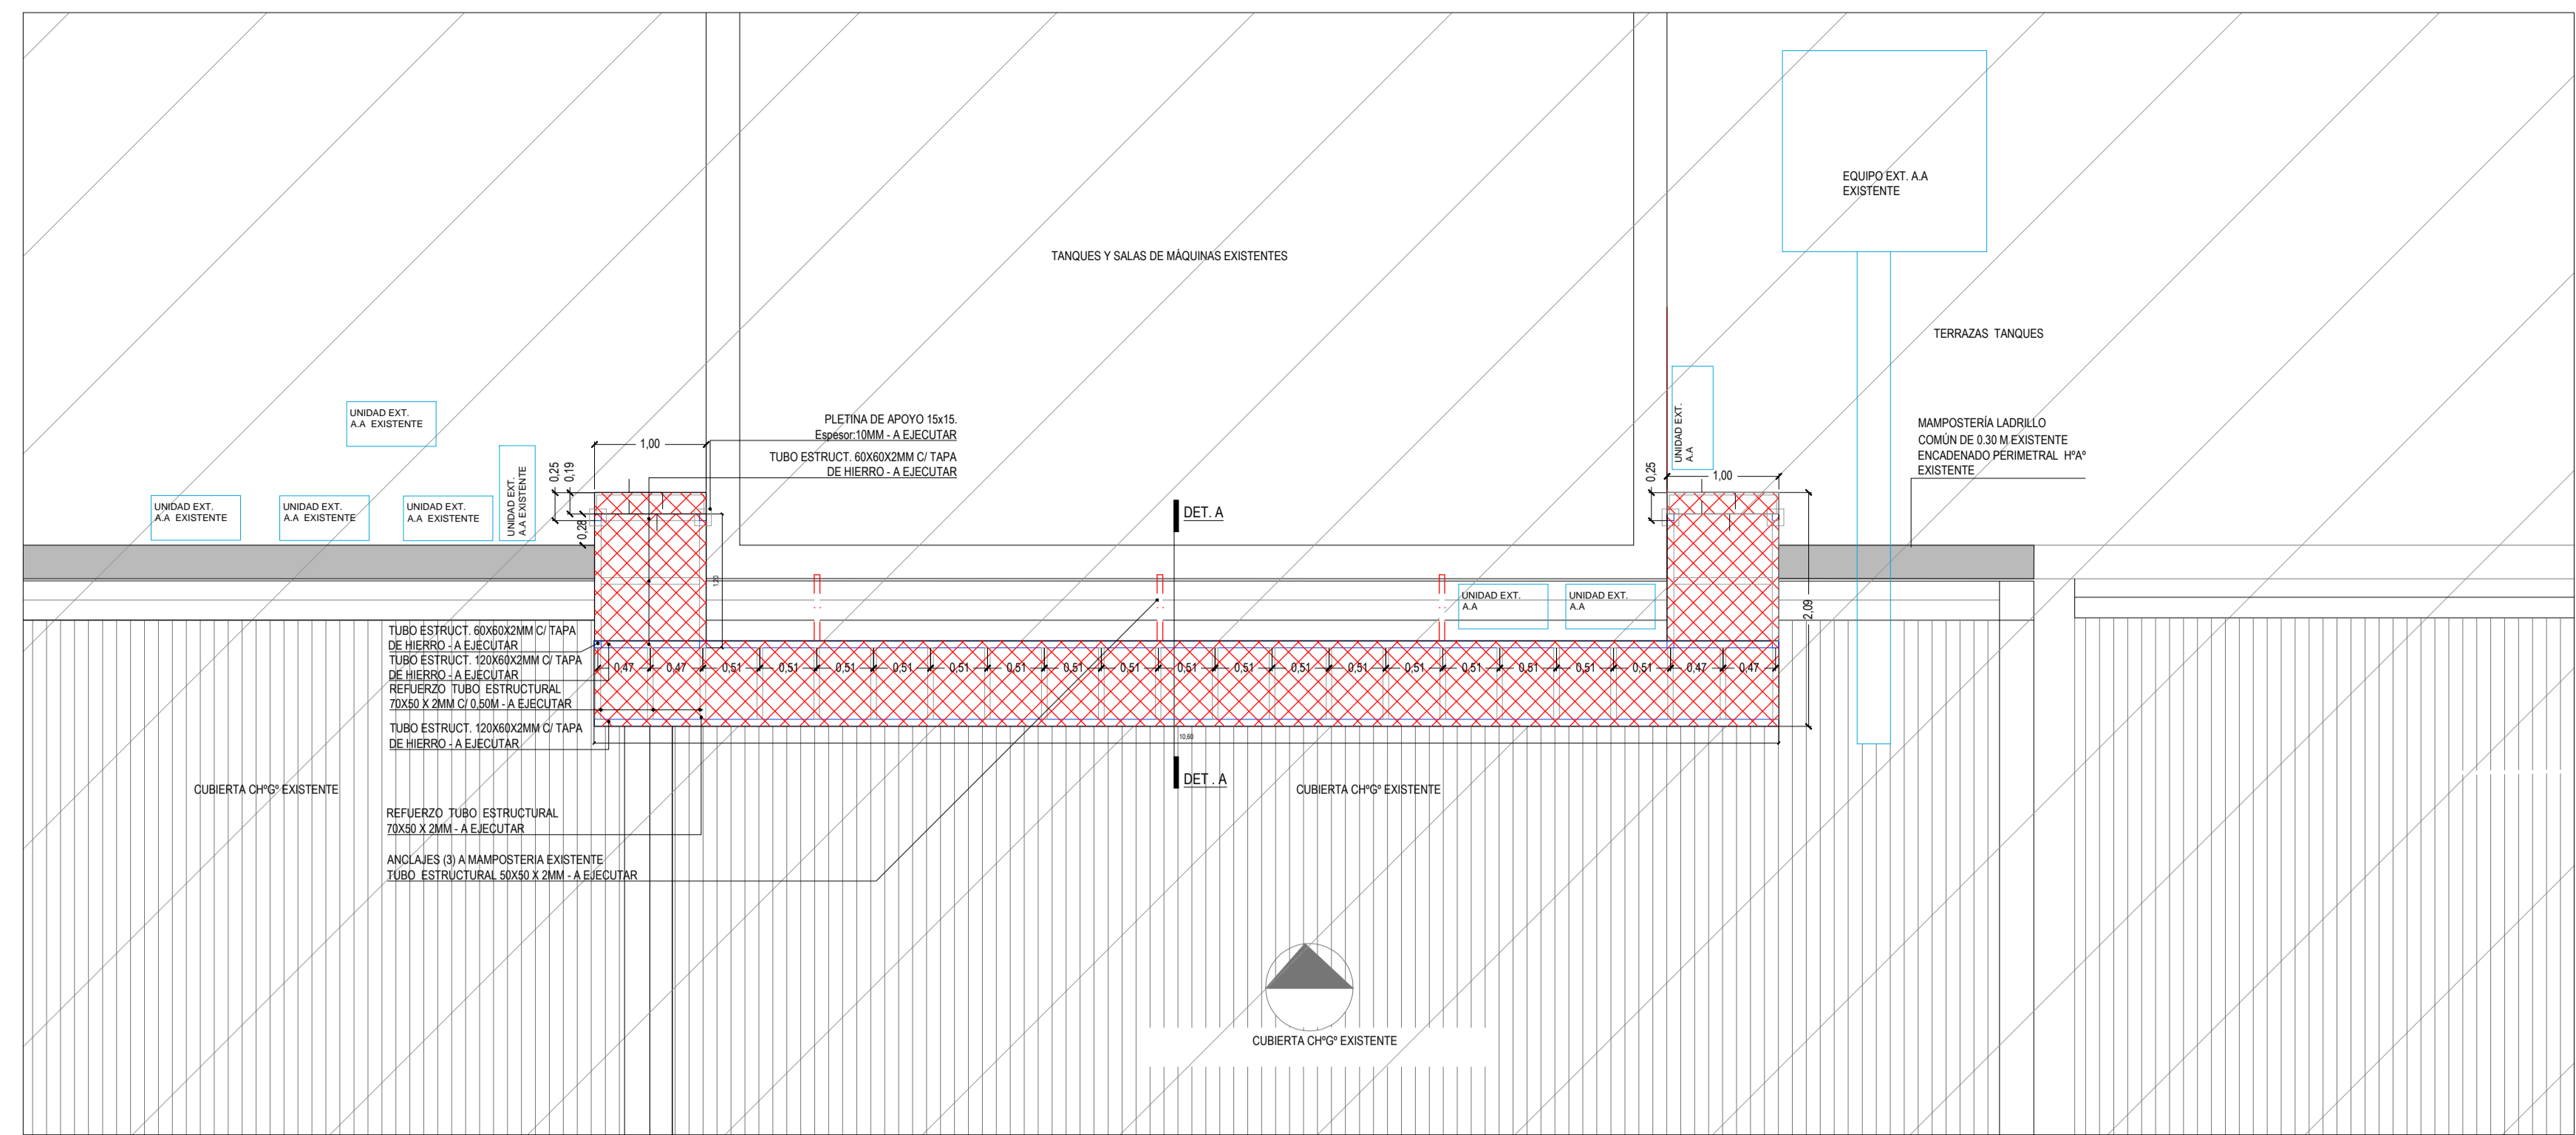 EQUIPO EXT. A.A
EXISTENTE
TANQUES Y SALAS DE MÁQUINAS EXISTENTES
TERRAZAS  TANQUES
UNIDAD EXT.
A.A  EXISTENTE
UNIDAD EXT.
A.A  EXISTENTE
UNIDAD EXT.
A.A  EXISTENTE
UNIDAD EXT.
A.A  EXISTENTE
UNIDAD EXT.
A.A EXISTENTE
PLETINA DE APOYO 15x15.
Espesor:10MM - A EJECUTAR
TUBO ESTRUCT. 60X60X2MM C/ TAPA
DE HIERRO - A EJECUTAR
1,00
0,25
0,19
0,28
1,20
DET. A
UNIDAD EXT.
A.A
0,25
1,00
MAMPOSTERÍA LADRILLO
COMÚN DE 0.30 M EXISTENTE
ENCADENADO PERIMETRAL  HºAº
EXISTENTE
UNIDAD EXT.
A.A
UNIDAD EXT.
A.A
2,09
TUBO ESTRUCT. 60X60X2MM C/ TAPA
DE HIERRO - A EJECUTAR
TUBO ESTRUCT. 120X60X2MM C/ TAPA
DE HIERRO - A EJECUTAR
REFUERZO  TUBO  ESTRUCTURAL
70X50 X 2MM C/ 0,50M - A EJECUTAR
TUBO ESTRUCT. 120X60X2MM C/ TAPA
DE HIERRO - A EJECUTAR
0,47 0,47 0,51 0,51 0,51 0,51 0,51 0,51 0,51 0,51 0,51 0,51 0,51 0,51 0,51 0,51 0,51 0,51 0,51 0,47 0,47
10,60
DET . A
CUBIERTA CHºGº EXISTENTE
CUBIERTA CHºGº EXISTENTE
REFUERZO  TUBO  ESTRUCTURAL
70X50 X 2MM - A EJECUTAR
ANCLAJES (3) A MAMPOSTERIA EXISTENTE
TUBO  ESTRUCTURAL 50X50 X 2MM - A EJECUTAR
CUBIERTA CHºGº EXISTENTE